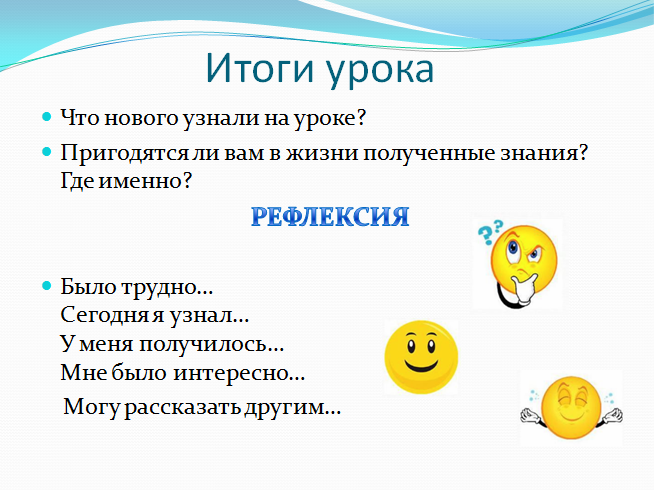 Итоги урока
Что нового узнали на уроке?
Пригодятся ли вам в жизни полученные знания?
Где именно?
РЕФЛЕКСИЯ
? ?
Было трудно...
Сегодня я узнал...
У меня получилось...
Мне было интересно...
Могу рассказать другим...